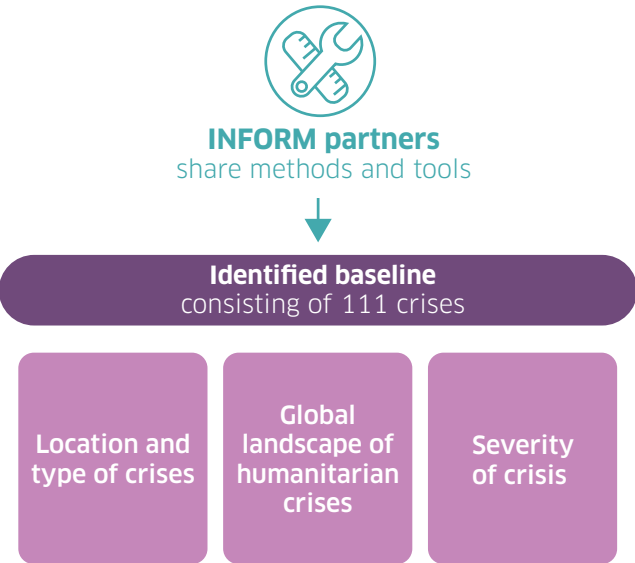 INFORM partners
share methods and tools
Identified baseline
consisting of 111 crises
Location and
type of crises
Global
landscape of
humanitarian
crises
Severity
of crisis